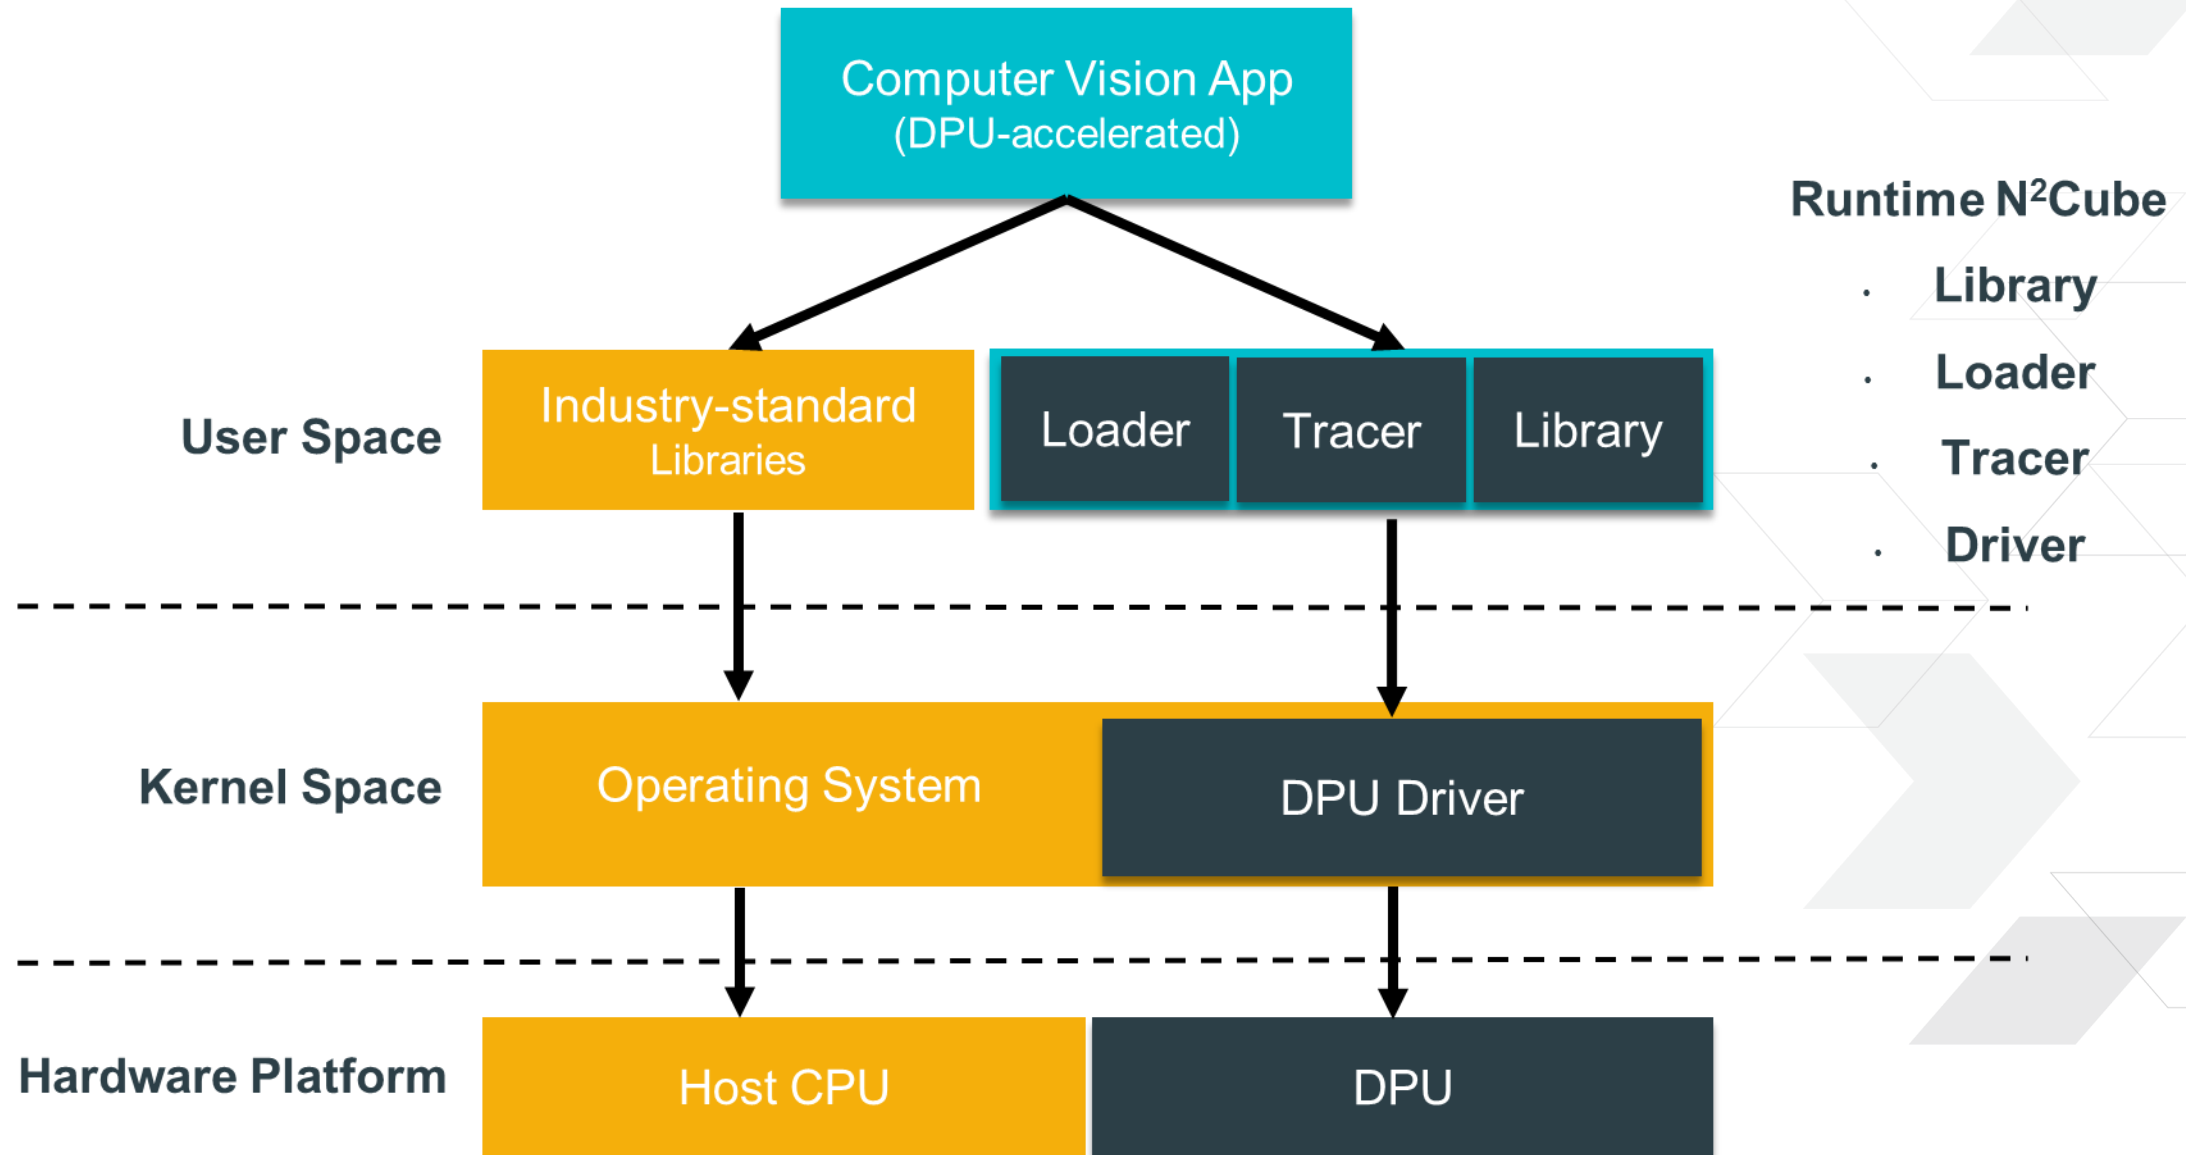 Computer Vision App
(DPU-accelerated)
Runtime N²Cube
· Library
· Loader
· Tracer
· Driver
User Space
Industry-standard
Libraries
Loader
Tracer
Library
Kernel Space
Operating System
DPU Driver
Hardware Platform
Host CPU
DPU